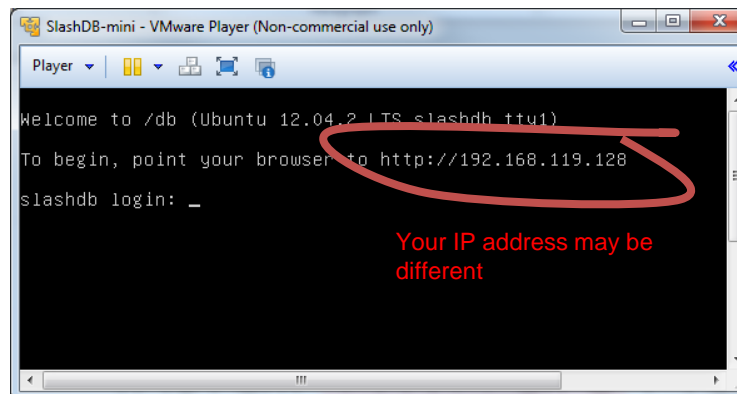 SlashDB-mini - VMware Player (Non-commercial use only)
Player
Welcome to /db (Ubuntu 12.04.2 LTS slashdb tty1)
To begin, point your browser to http://192.168.119.128
slashdb login: _
Your IP address may be
different